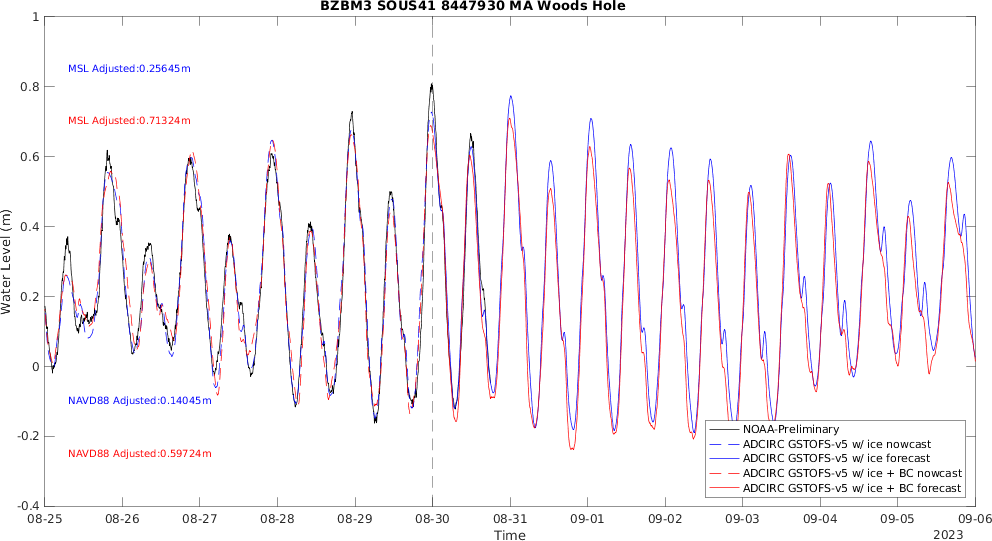 BZBM3 SOUS41 8447930 MA Woods Hole
1
0.8
0.6
0.4
0.2
0
-0.2
-0.4
Water Level (m)
MSL Adjusted:0.25645m
MSL Adjusted:0.71324m
NAVD88 Adjusted:0.14045m
NAVD88 Adjusted:0.59724m
NOAA-Preliminary
ADCIRC GSTOFS-v5 w/ ice nowcast
ADCIRC GSTOFS-v5 w/ ice forecast
ADCIRC GSTOFS-v5 w/ ice + BC nowcast
ADCIRC GSTOFS-v5 w/ ice + BC forecast
08-25 08-26 08-27 08-28 08-29 08-30 08-31 09-01 09-02 09-03 09-04 09-05 09-06
Time
2023